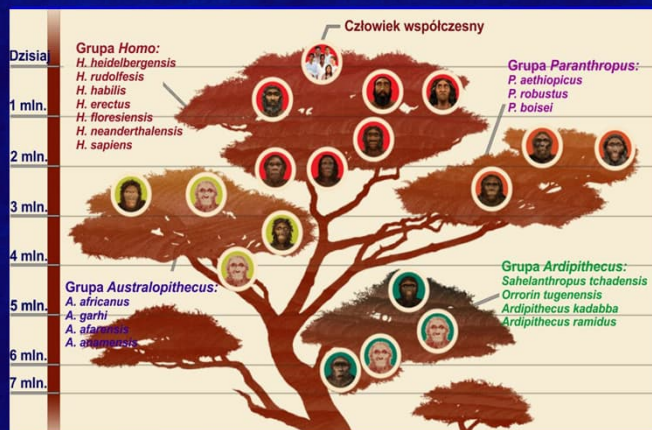 Człowiek współczesny
Dzisiaj
1 mln.
2 mln.
3 mln.
4 mln.
5 mln.
6 mln.
7 mln.
Grupa Homo:
H. heidelbergensis
H. rudolfesis
H. habilis
H. erectus
H. floresiensis
H. neanderthalensis
H. sapiens
Grupa Paranthropus:
P. aethiopicus
P. robustus
P. boisei
Grupa Australopithecus:
A. africanus
A. garhi
A. afarensis
A. anamensis
Grupa Ardipithecus:
Sahelanthropus tchadensis
Orrorin tugenensis
Ardipithecus kadabba
Ardipithecus ramidus